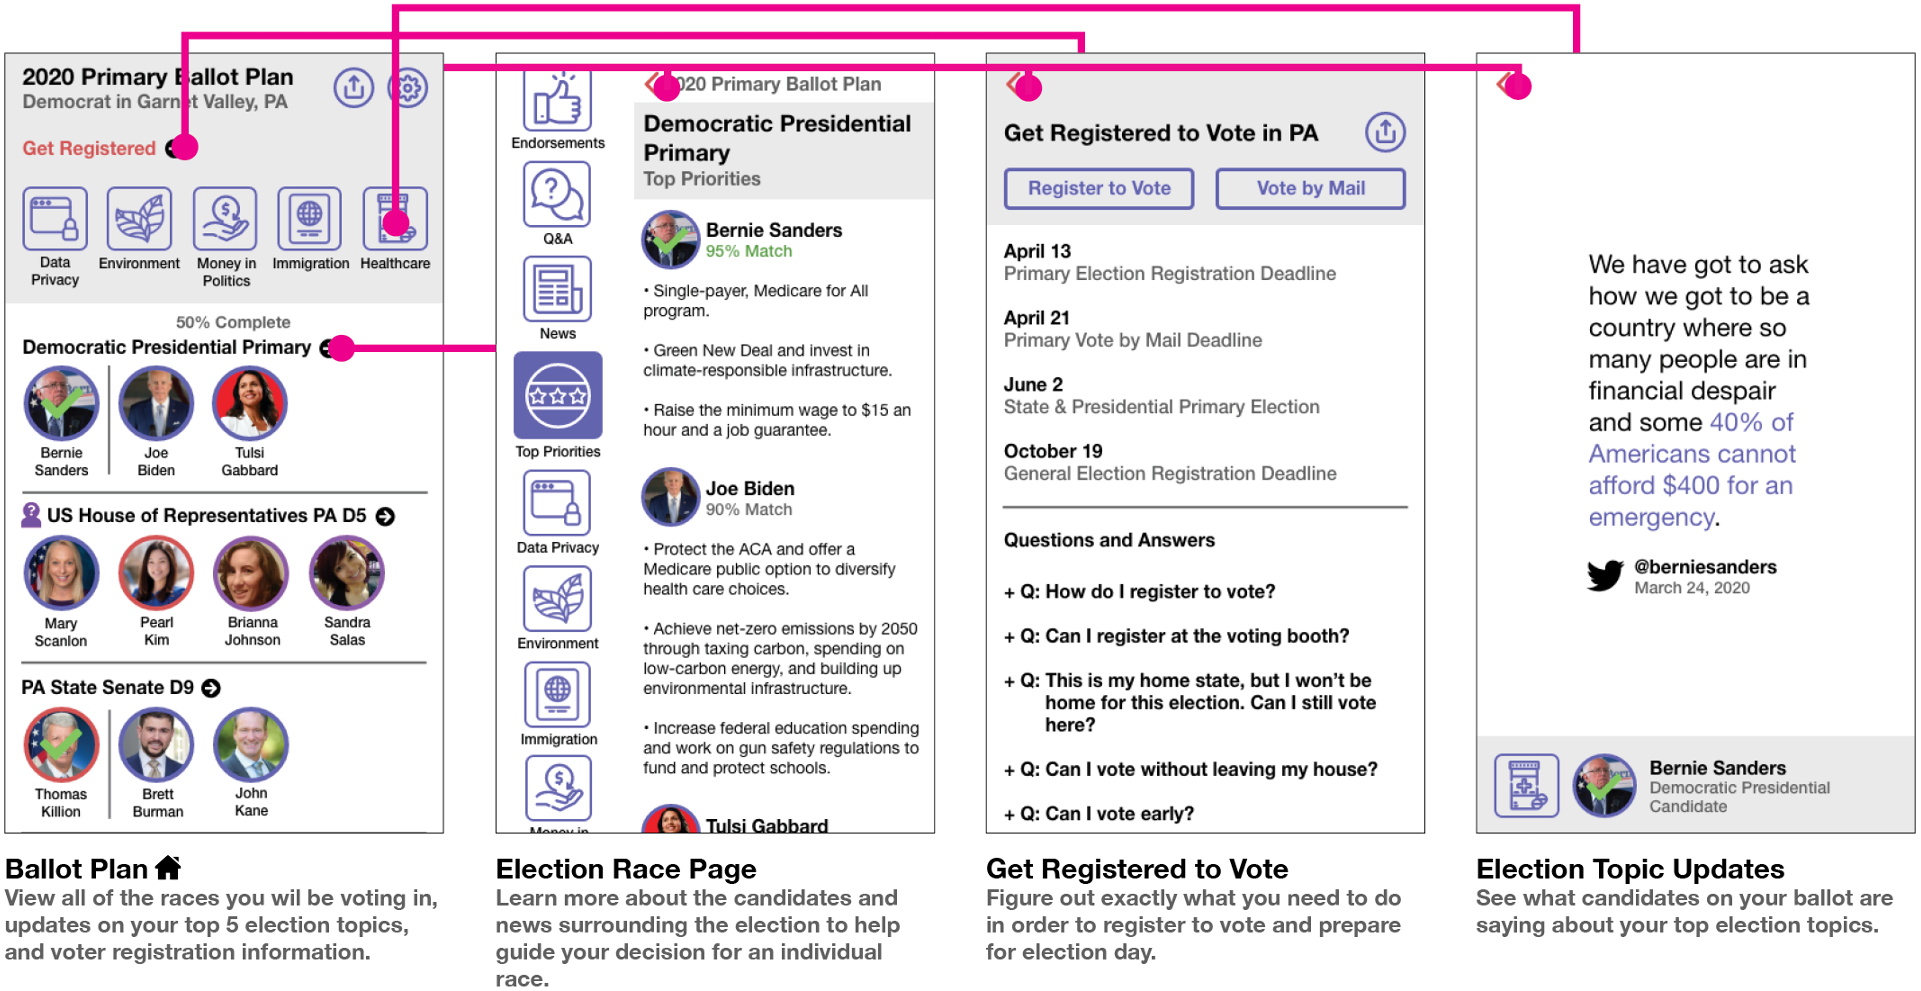 2020 Primary Ballot Plan
Democrat in Garnet Valley, PA
Get Registered
Data
Privacy
Environment
Money in
Politics
Immigration
Healthcare
50% Complete
Democratic Presidential Primary
Bernie
Sanders
Joe
Biden
Tulsi
Gabbard
US House of Representatives PA D5
Mary
Scanlon
Pearl
Kim
Brianna
Johnson
Sandra
Salas
PA State Senate D9
Thomas
Killion
Brett
Burman
John
Kane
Ballot Plan
View all of the races you wil be voting in,
updates on your top 5 election topics,
and voter registration information.
Endorsements
Q&A
News
Top Priorities
Data Privacy
Environment
Immigration
Money in
2020 Primary Ballot Plan
Democratic Presidential
Primary
Top Priorities
Bernie Sanders
95% Match
• Single-payer, Medicare for All
program.
• Green New Deal and invest in
climate-responsible infrastructure.
• Raise the minimum wage to $15 an
hour and a job guarantee.
Joe Biden
90% Match
• Protect the ACA and offer a
Medicare public option to diversify
health care choices.
• Achieve net-zero emissions by 2050
through taxing carbon, spending on
low-carbon energy, and building up
environmental infrastructure.
• Increase federal education spending
and work on gun safety regulations to
fund and protect schools.
Tulsi Gabbard
Election Race Page
Learn more about the candidates and
news surrounding the election to help
guide your decision for an individual
race.
Get Registered to Vote in PA
Register to Vote
Vote by Mail
April 13
Primary Election Registration Deadline
April 21
Primary Vote by Mail Deadline
June 2
State & Presidential Primary Election
October 19
General Election Registration Deadline
Questions and Answers
+ Q: How do I register to vote?
+ Q: Can I register at the voting booth?
+ Q: This is my home state, but I won't be
home for this election. Can I still vote
here?
+ Q: Can I vote without leaving my house?
+ Q: Can I vote early?
Get Registered to Vote
Figure out exactly what you need to do
in order to register to vote and prepare
for election day.
We have got to ask
how we got to be a
country where so
many people are in
financial despair
and some 40% of
Americans cannot
afford $400 for an
emergency.
@berniesanders
March 24, 2020
Bernie Sanders
Democratic Presidential
Candidate
Election Topic Updates
See what candidates on your ballot are
saying about your top election topics.